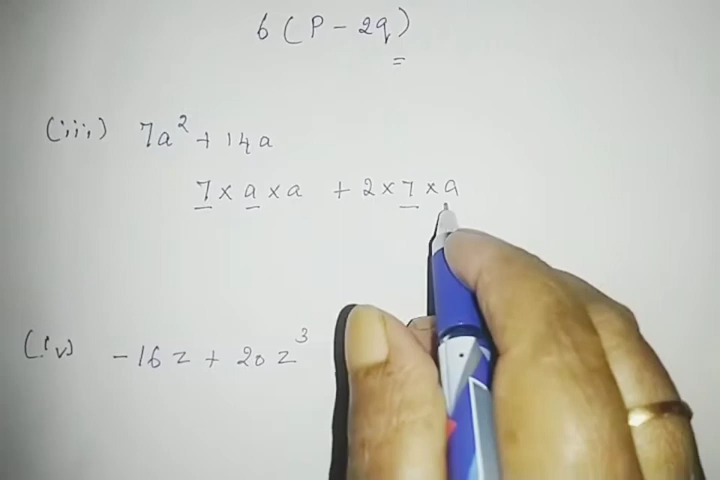 6 (P - 2q)
(iii) 7a² + 14a
7 × a × a + 2 × 7 × a
(iv) -16z + 20z³